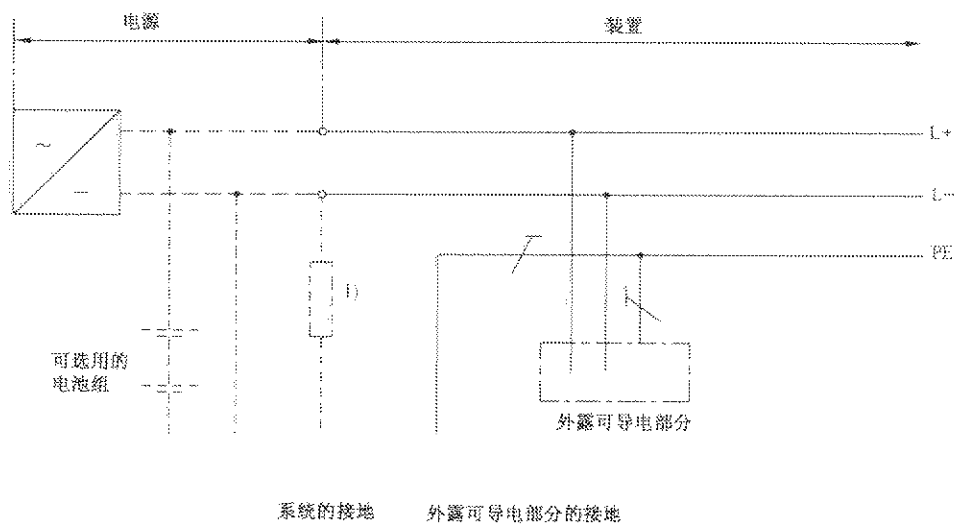 电源
装置
~
—
L+
L-
PE
1)
可选用的
电池组
外露可导电部分
系统的接地
外露可导电部分的接地